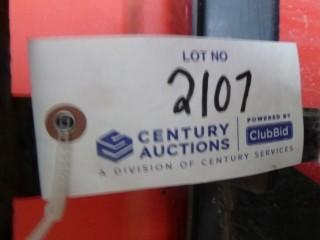 LOT NO
2107
CENTURY AUCTIONS
POWERED BY
ClubBid
A DIVISION OF CENTURY SERVICES